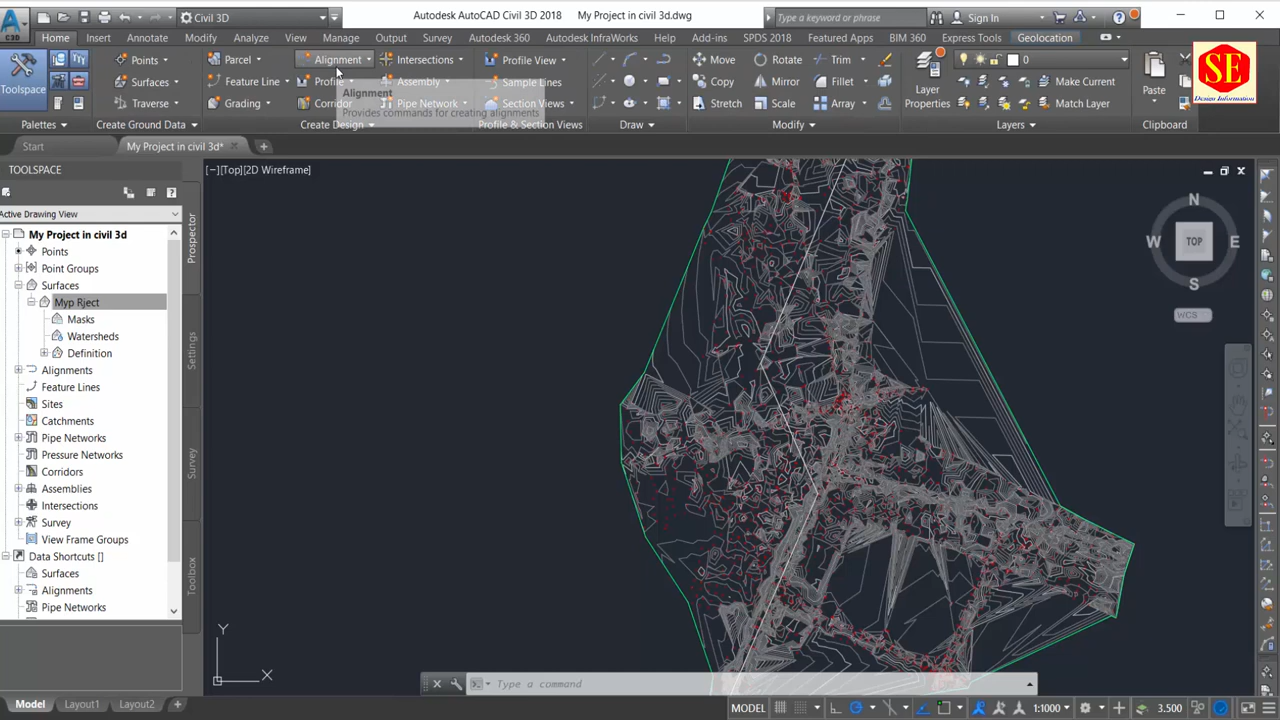 Civil 3D
Autodesk AutoCAD Civil 3D 2018 My Project in civil 3d.dwg
Type a keyword or phrase
Sign In
C3D
Home Insert Annotate Modify Analyze View Manage Output Survey Autodesk 360 Autodesk InfraWorks Help Add-ins SPDS 2018 Featured Apps BIM 360 Express Tools Geolocation
Toolspace
Points
Surfaces
Traverse
Parcel
Feature Line
Grading
Alignment
Profile
Corridor
Intersections
Assembly
Pipe Network
Alignment
Provides commands for creating alignments
Profile View
Sample Lines
Section Views
Move
Copy
Stretch
Rotate
Mirror
Scale
Trim
Fillet
Array
Layer
Properties
0
Make Current
Match Layer
Paste
SE
Design Information
Palettes
Create Ground Data
Create Design
Profile & Section Views
Draw
Modify
Layers
Clipboard
Start
My Project in civil 3d*
TOOLSPACE
Active Drawing View
My Project in civil 3d
Points
Point Groups
Surfaces
Myp Rject
Masks
Watersheds
Definition
Alignments
Feature Lines
Sites
Catchments
Pipe Networks
Pressure Networks
Corridors
Assemblies
Intersections
Survey
View Frame Groups
Data Shortcuts []
Surfaces
Alignments
Pipe Networks
Prospector
Settings
Survey
Toolbox
[−][Top][2D Wireframe]
N
W
TOP
E
S
WCS
Y
X
Type a command
Model Layout1 Layout2
MODEL
1:1000
3.500